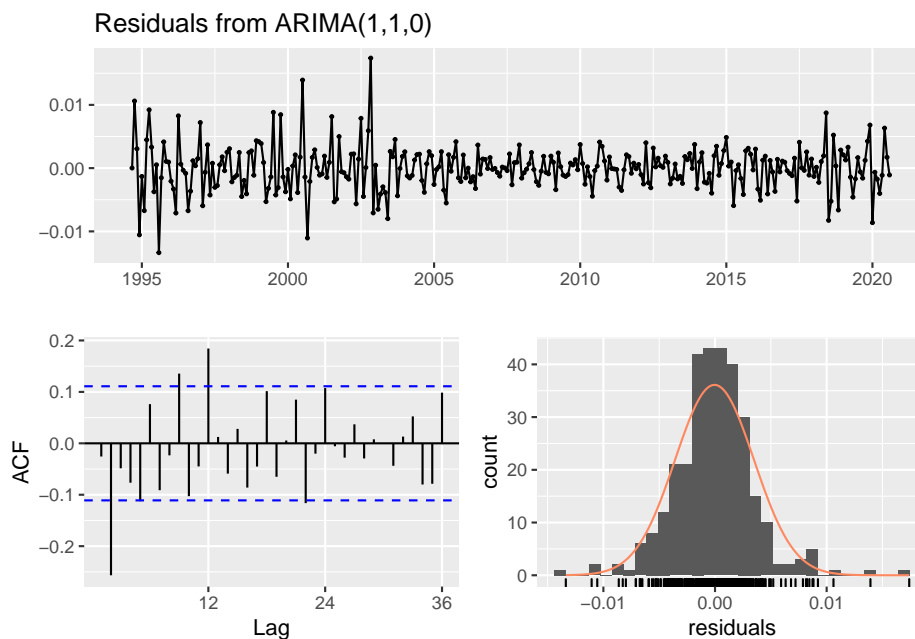 Residuals from ARIMA(1,1,0)
0.01
0.00
−0.01
1995 2000 2005 2010 2015 2020
0.2
0.1
0.0
−0.1
−0.2
ACF
12 24 36
Lag
40
30
20
10
0
count
−0.01 0.00 0.01
residuals